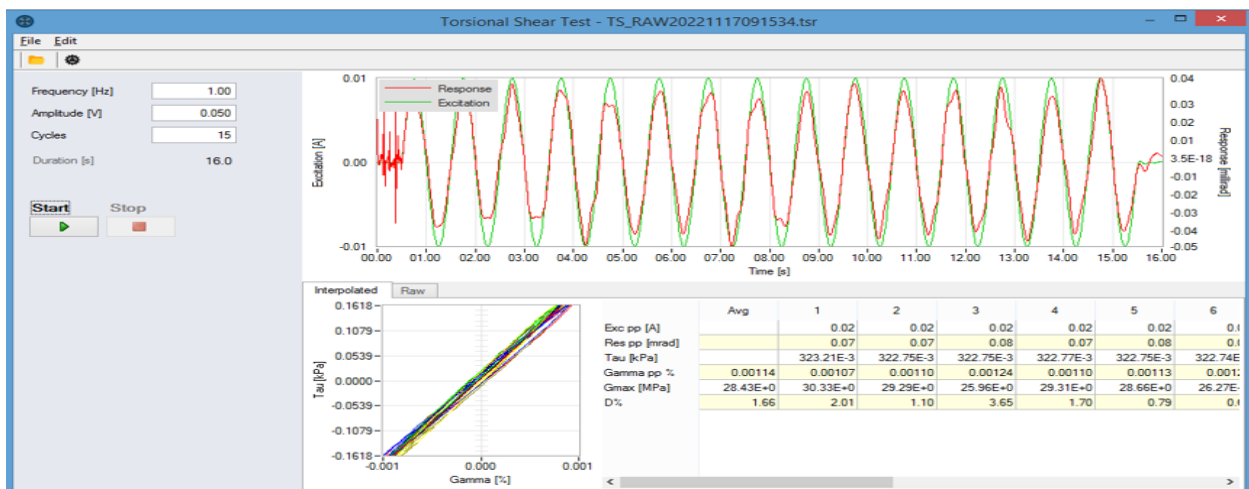 Torsional Shear Test - TS_RAW20221117091534.tsr
File Edit
Frequency [Hz] 1.00
Amplitude [V] 0.050
Cycles 15
Duration [s] 16.0
Start Stop
Response
Excitation
Excitation [A]
0.01
0.00
-0.01
0.04
0.03
0.02
0.01
3.5E-18
-0.01
-0.02
-0.03
-0.04
-0.05
Response [millrad]
00.00 01.00 02.00 03.00 04.00 05.00 06.00 07.00 08.00 09.00 10.00 11.00 12.00 13.00 14.00 15.00 16.00
Time [s]
Interpolated Raw
Tau [kPa]
0.1618
0.1079
0.0539
0.0000
-0.0539
-0.1079
-0.1618
-0.001 0.000 0.001
Gamma [%]
Avg 1 2 3 4 5 6
Exc pp [A] 0.02 0.02 0.02 0.02 0.02
Res pp [mrad] 0.07 0.07 0.08 0.07 0.08
Tau [kPa] 323.21E-3 322.75E-3 322.75E-3 322.77E-3 322.75E-3 322.74E
Gamma pp % 0.00114 0.00107 0.00110 0.00124 0.00110 0.00113
Gmax [MPa] 28.43E+0 30.33E+0 29.29E+0 25.96E+0 29.31E+0 28.66E+0 26.27E-
D% 1.66 2.01 1.10 3.65 1.70 0.79